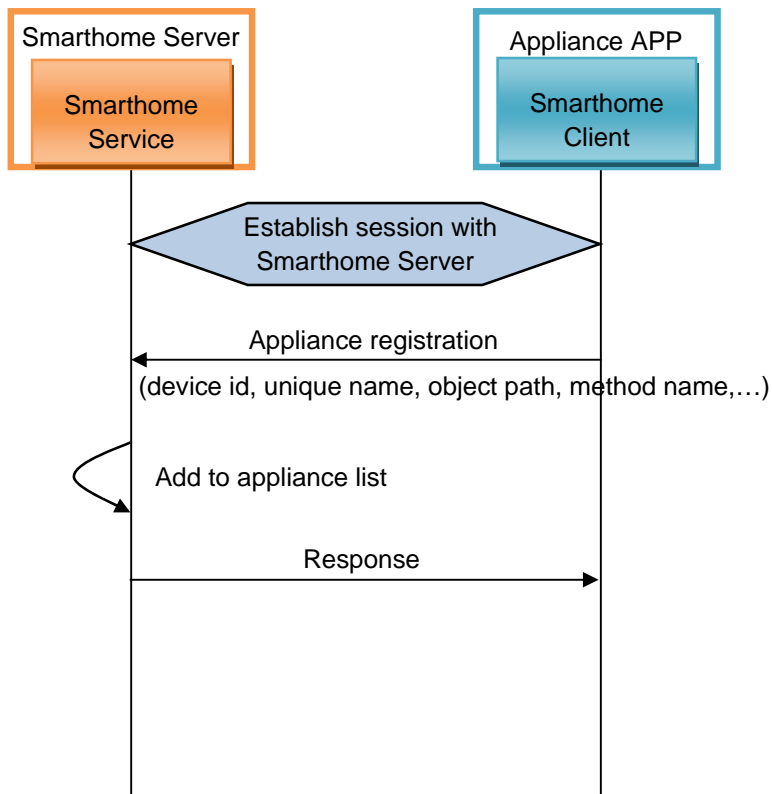 Smarthome Server
Appliance APP
Smarthome
Service
Smarthome
Client
Establish session with
Smarthome Server
Appliance registration
(device id, unique name, object path, method name,…)
Add to appliance list
Response